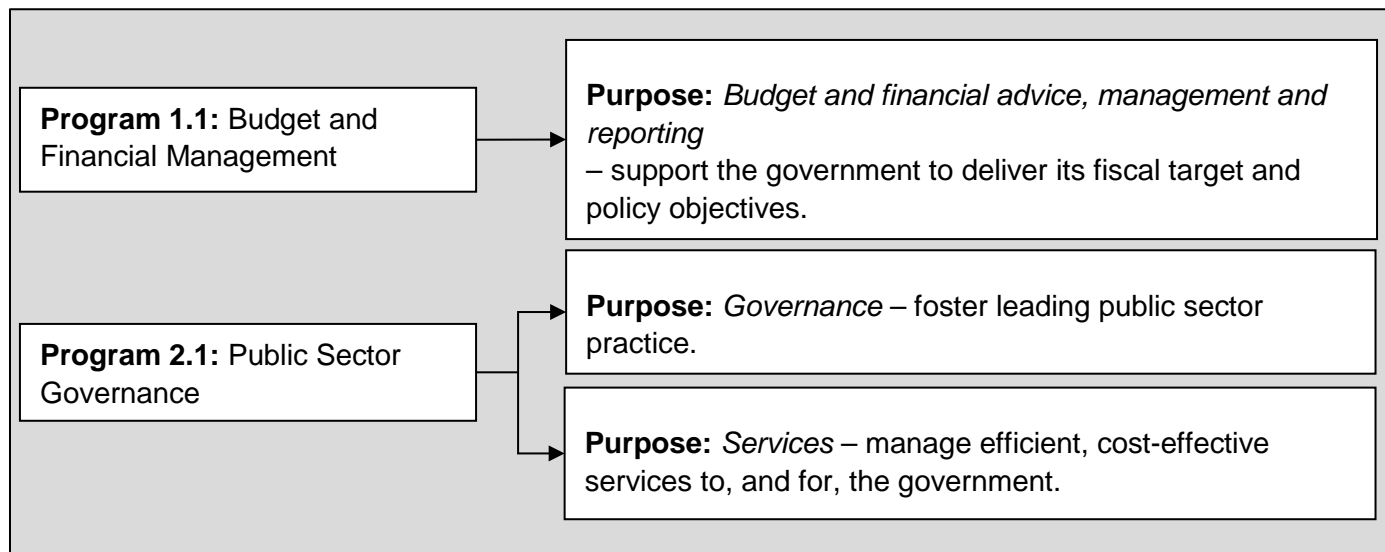 Program 1.1: Budget and
Financial Management
Purpose: Budget and financial advice, management and
reporting
– support the government to deliver its fiscal target and
policy objectives.
Program 2.1: Public Sector
Governance
Purpose: Governance – foster leading public sector
practice.
Purpose: Services – manage efficient, cost-effective
services to, and for, the government.